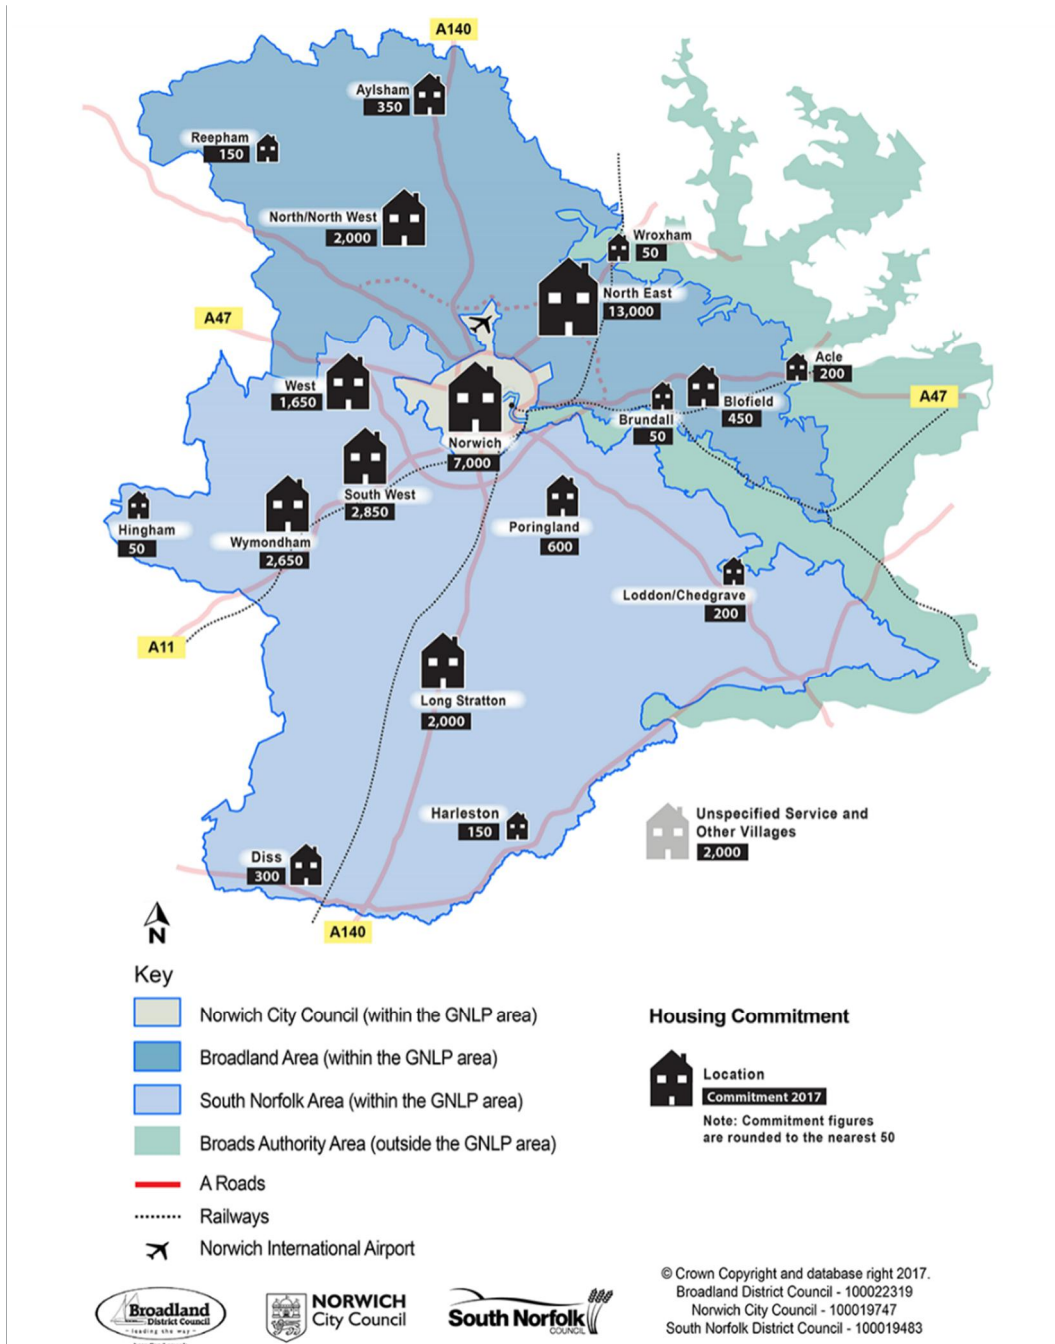 A140
Aylsham
350
Reepham
150
North/North West
2,000
Wroxham
50
North East
13,000
A47
Acle
200
West
1,650
A47
Blofield
450
Brundall
50
Norwich
7,000
South West
2,850
Hingham
50
Wymondham
2,650
Poringland
600
Loddon/Chedgrave
200
A11
Long Stratton
2,000
Harleston
150
Unspecified Service and
Other Villages
2,000
Diss
300
A140
N
Key
Norwich City Council (within the GNLP area)
Broadland Area (within the GNLP area)
South Norfolk Area (within the GNLP area)
Broads Authority Area (outside the GNLP area)
A Roads
Railways
Norwich International Airport
Housing Commitment
Location
Commitment 2017
Note: Commitment figures
are rounded to the nearest 50
Broadland
District Council
- leading the way -
NORWICH
City Council
South Norfolk
COUNCIL
© Crown Copyright and database right 2017.
Broadland District Council - 100022319
Norwich City Council - 100019747
South Norfolk District Council - 100019483